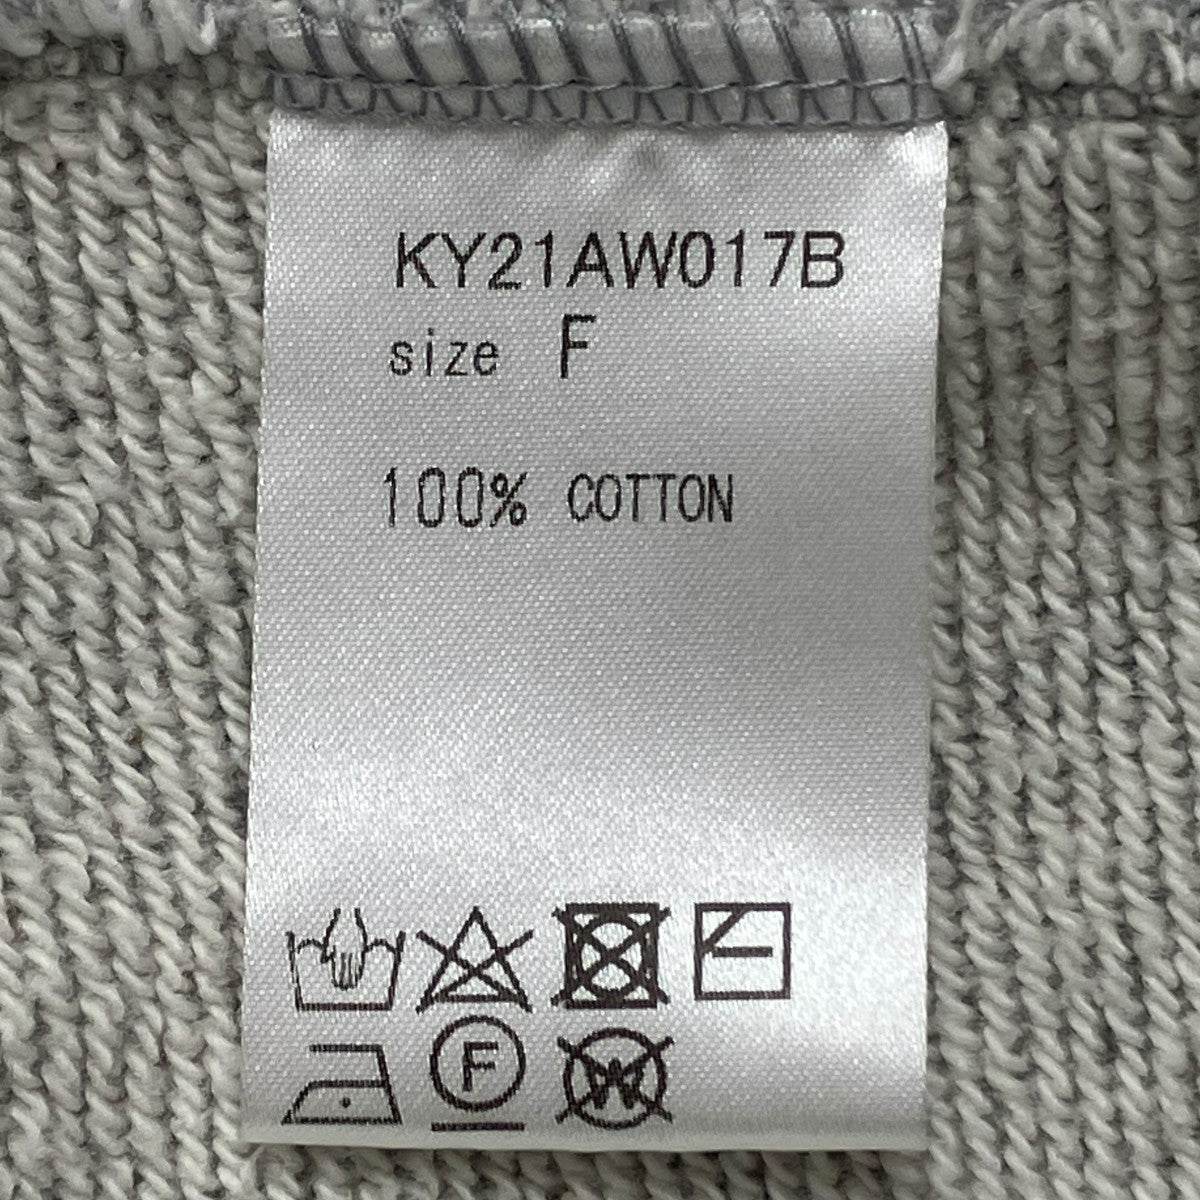 KY21AW017B
size F
100% COTTON
F W